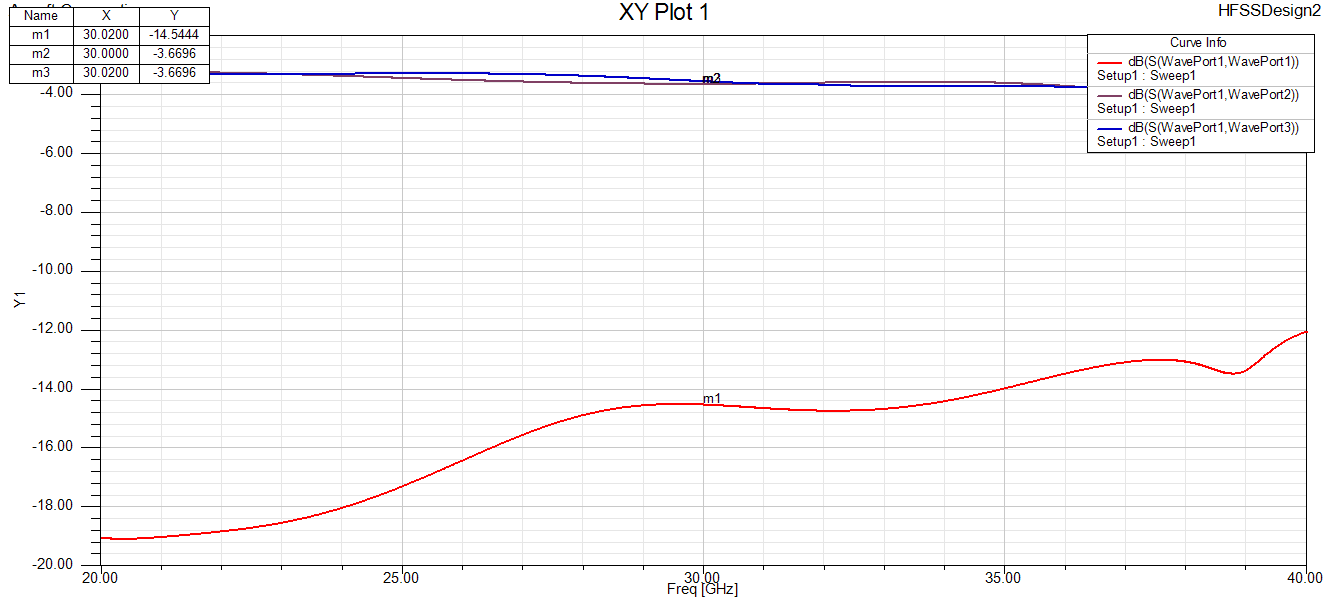 XY Plot 1
HFSSDesign2
Name X Y
m1 30.0200 -14.5444
m2 30.0000 -3.6696
m3 30.0200 -3.6696
Curve Info
dB(S(WavePort1,WavePort1))
Setup1 : Sweep1
dB(S(WavePort1,WavePort2))
Setup1 : Sweep1
dB(S(WavePort1,WavePort3))
Setup1 : Sweep1
-4.00
-6.00
-8.00
-10.00
-12.00
-14.00
-16.00
-18.00
-20.00
Y1
m1
20.00 25.00 30.00 35.00 40.00
Freq [GHz]